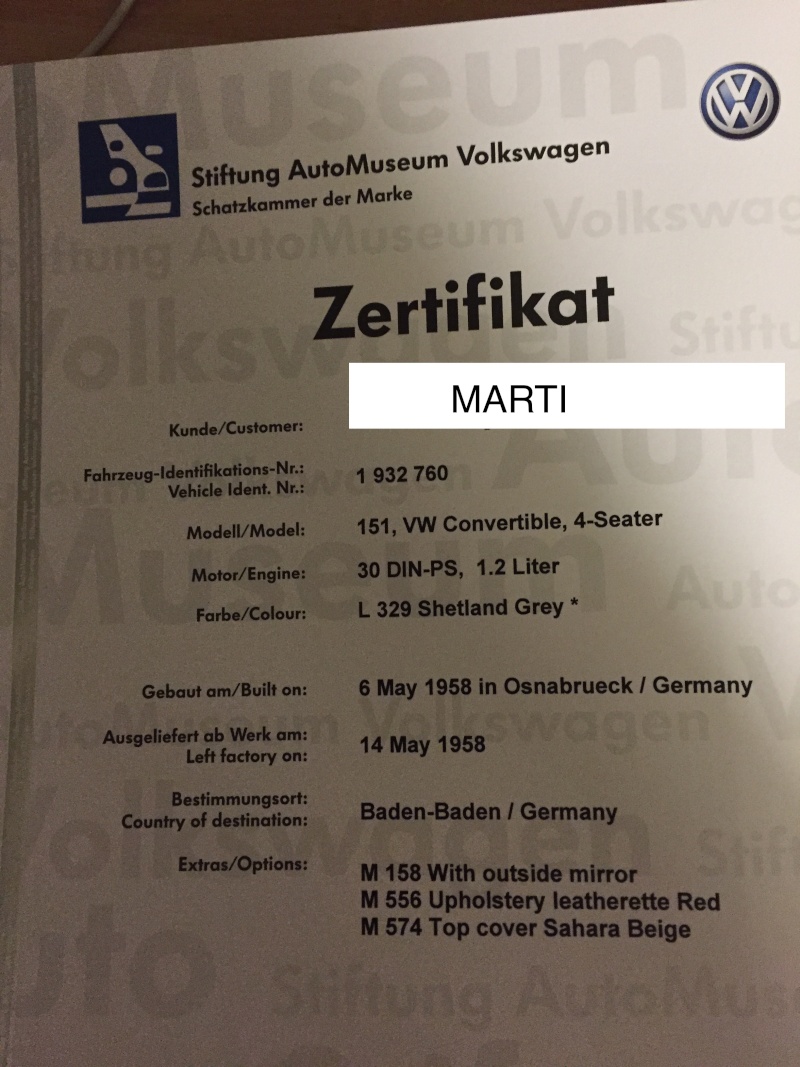 Stiftung AutoMuseum Volkswagen
Schatzkammer der Marke
Zertifikat
Kunde/Customer: MARTI
Fahrzeug-Identifikations-Nr.: 1 932 760
Vehicle Ident. Nr.:
Modell/Model: 151, VW Convertible, 4-Seater
Motor/Engine: 30 DIN-PS, 1.2 Liter
Farbe/Colour: L 329 Shetland Grey *
Gebaut am/Built on: 6 May 1958 in Osnabrueck / Germany
Ausgeliefert ab Werk am: 14 May 1958
Left factory on:
Bestimmungsort: Baden-Baden / Germany
Country of destination:
Extras/Options: M 158 With outside mirror
M 556 Upholstery leatherette Red
M 574 Top cover Sahara Beige